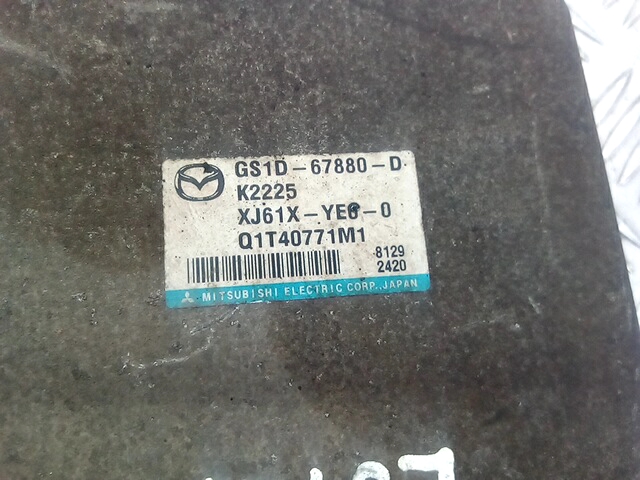 GS1D-67880-D
K2225
XJ61X-YE6-0
Q1T40771M1
8129
2420
MITSUBISHI ELECTRIC CORP., JAPAN